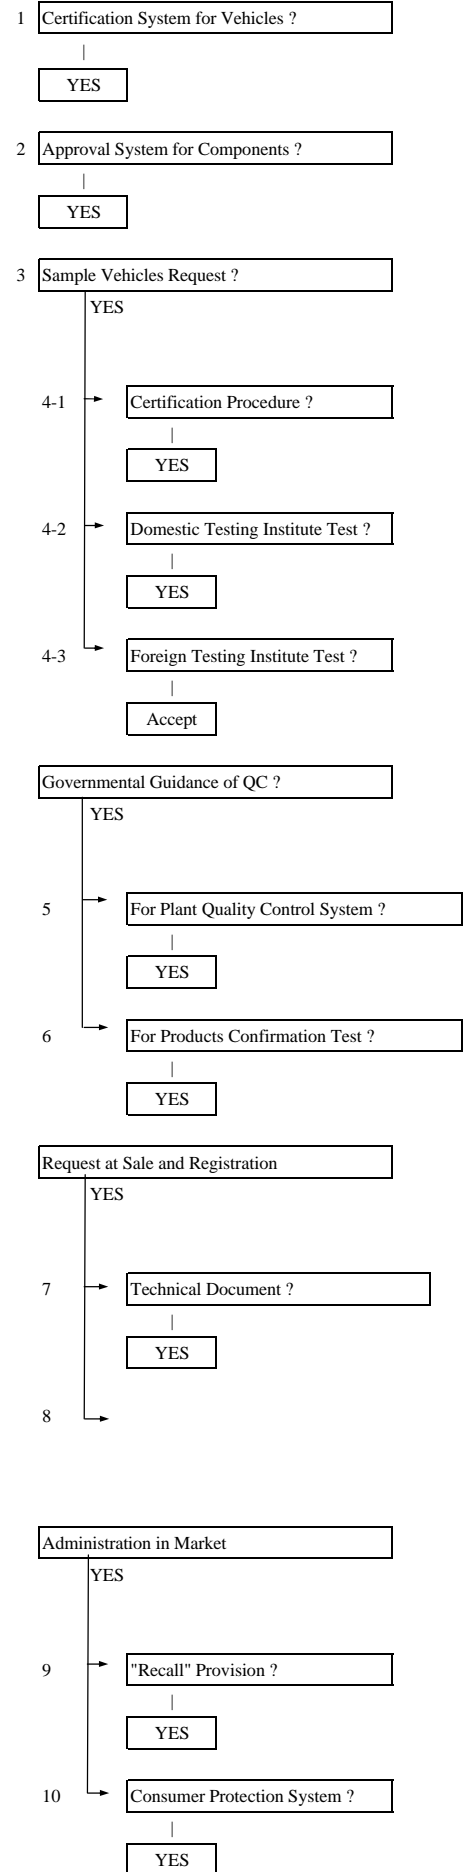 1 Certification System for Vehicles ?
YES
2 Approval System for Components ?
YES
3 Sample Vehicles Request ?
YES
4-1 Certification Procedure ?
YES
4-2 Domestic Testing Institute Test ?
YES
4-3 Foreign Testing Institute Test ?
Accept
Governmental Guidance of QC ?
YES
5 For Plant Quality Control System ?
YES
6 For Products Confirmation Test ?
YES
Request at Sale and Registration
YES
7 Technical Document ?
YES
8
Administration in Market
YES
9 "Recall" Provision ?
YES
10 Consumer Protection System ?
YES